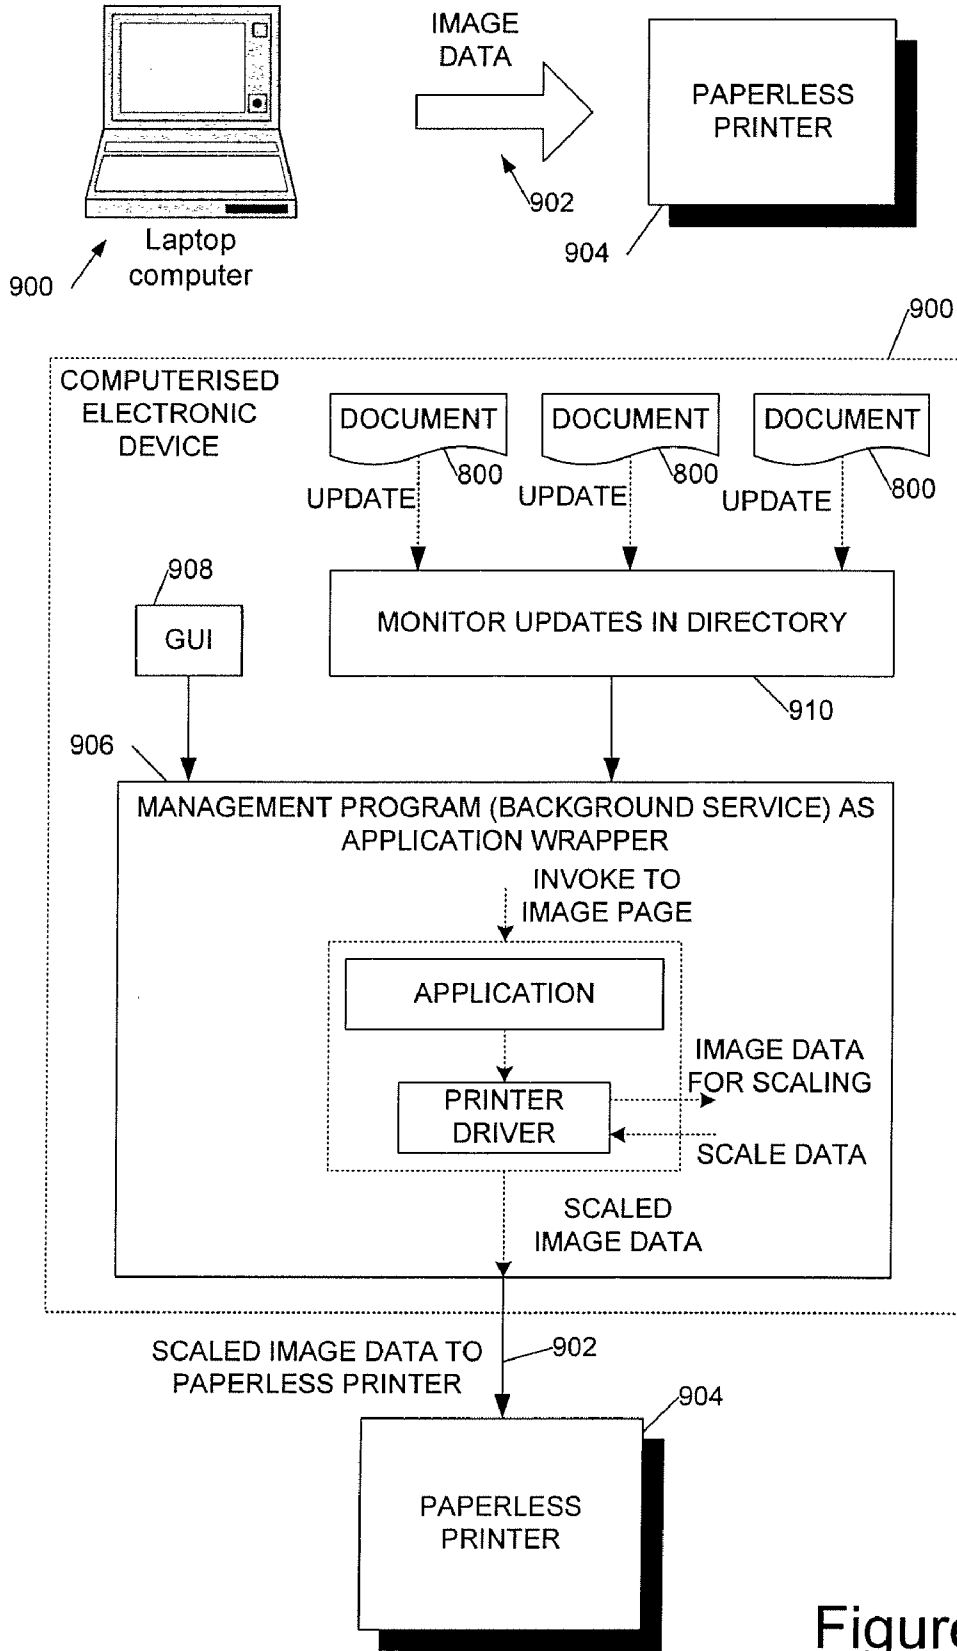 IMAGE
DATA
PAPERLESS
PRINTER
902
904
Laptop
computer
900
900
COMPUTERISED
ELECTRONIC
DEVICE
DOCUMENT
DOCUMENT
DOCUMENT
800
800
800
UPDATE
UPDATE
UPDATE
908
GUI
MONITOR UPDATES IN DIRECTORY
910
906
MANAGEMENT PROGRAM (BACKGROUND SERVICE) AS
APPLICATION WRAPPER
INVOKE TO
IMAGE PAGE
APPLICATION
IMAGE DATA
FOR SCALING
PRINTER
DRIVER
SCALE DATA
SCALED
IMAGE DATA
SCALED IMAGE DATA TO
PAPERLESS PRINTER
902
904
PAPERLESS
PRINTER
Figure